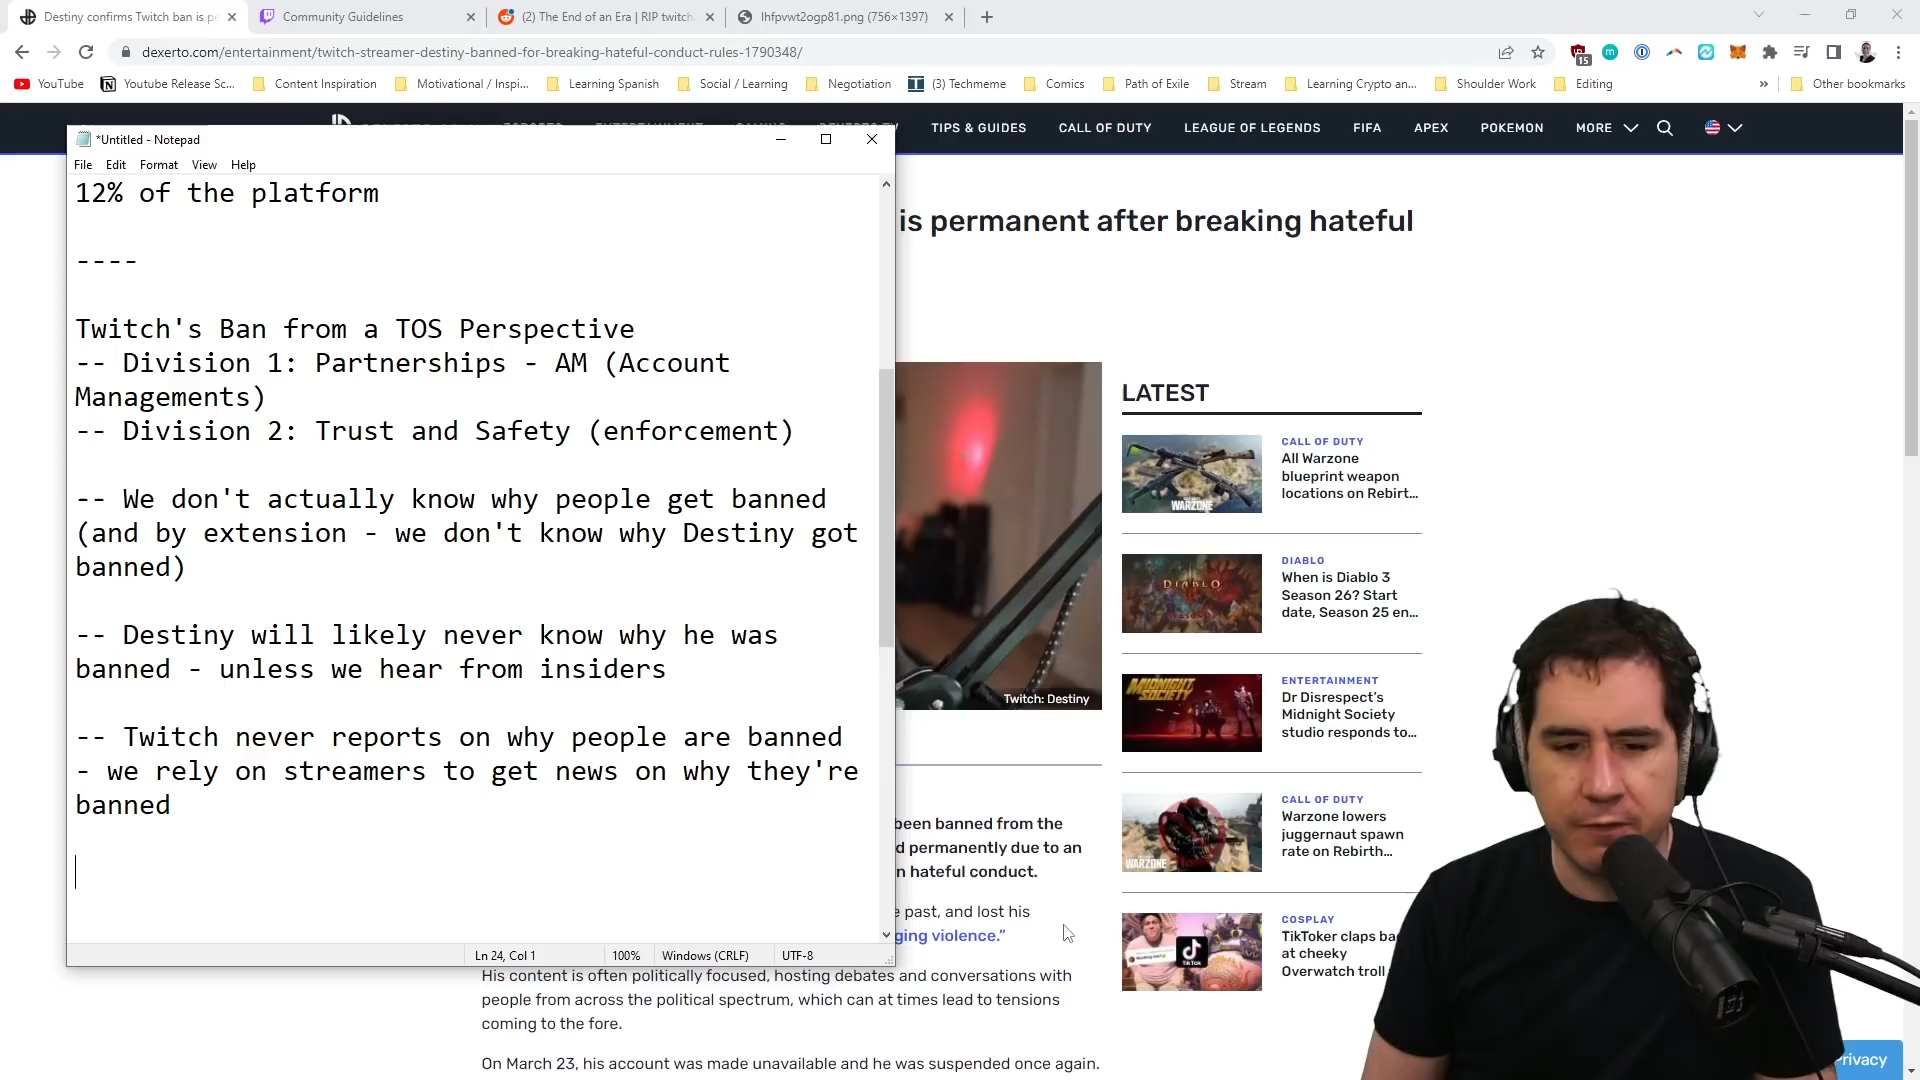 Destiny confirms Twitch ban is pe
Community Guidelines
(2) The End of an Era | RIP twitch.
lhfpvwt2ogp81.png (756×1397)
dexerto.com/entertainment/twitch-streamer-destiny-banned-for-breaking-hateful-conduct-rules-1790348/
15
YouTube
Youtube Release Sc...
Content Inspiration
Motivational / Inspi...
Learning Spanish
Social / Learning
Negotiation
(3) Techmeme
Comics
Path of Exile
Stream
Learning Crypto an...
Shoulder Work
Editing
»
Other bookmarks
TIPS & GUIDES
CALL OF DUTY
LEAGUE OF LEGENDS
FIFA
APEX
POKEMON
MORE
*Untitled - Notepad
File Edit Format View Help
12% of the platform
----
Twitch's Ban from a TOS Perspective
-- Division 1: Partnerships - AM (Account
Managements)
-- Division 2: Trust and Safety (enforcement)
-- We don't actually know why people get banned
(and by extension - we don't know why Destiny got
banned)
-- Destiny will likely never know why he was
banned - unless we hear from insiders
-- Twitch never reports on why people are banned
- we rely on streamers to get news on why they're
banned
Ln 24, Col 1
100%
Windows (CRLF)
UTF-8
is permanent after breaking hateful
Twitch: Destiny
been banned from the
d permanently due to an
n hateful conduct.
e past, and lost his
ging violence.”
His content is often politically focused, hosting debates and conversations with
people from across the political spectrum, which can at times lead to tensions
coming to the fore.
On March 23, his account was made unavailable and he was suspended once again.
LATEST
WARZONE
CALL OF DUTY
All Warzone
blueprint weapon
locations on Rebirt...
DIABLO
DIABLO
When is Diablo 3
Season 26? Start
date, Season 25 en...
MIDNIGHT
SOCIETY
ENTERTAINMENT
Dr Disrespect’s
Midnight Society
studio responds to...
WARZONE
CALL OF DUTY
Warzone lowers
juggernaut spawn
rate on Rebirth...
TikTok
COSPLAY
TikToker claps ba
at cheeky
Overwatch troll
Privacy